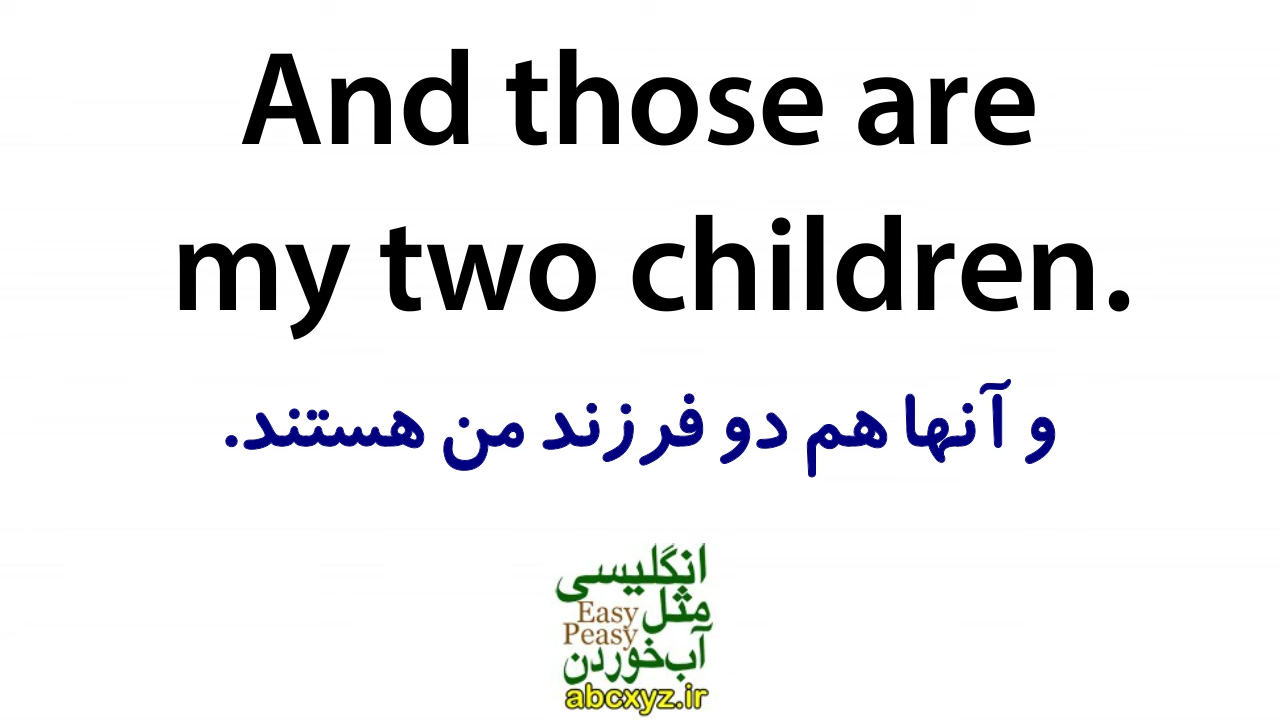 And those are
my two children.
و آنها هم دو فرزند من هستند.
انگلیسی
مثل Easy
Peasy
آب‌خوردن
abcxyz.ir